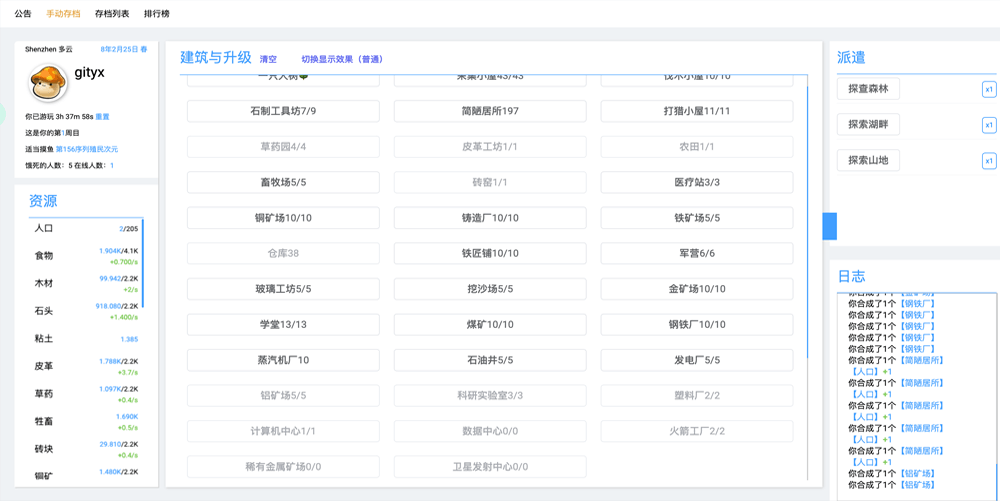 公告 手动存档 存档列表 排行榜
Shenzhen 多云 8年2月25日 春
gityx
你已游玩 3h 37m 58s 重置
这是你的第1周目
适当摸鱼 第156序列殖民次元
饿死的人数: 5 在线人数: 1
资源
人口 2/205
食物 1.904K/4.1K
+0.700/s
木材 99.942/2.2K
+2/s
石头 918.080/2.2K
+1.400/s
粘土 1.385
皮革 1.788K/2.2K
+3.7/s
草药 1.097K/2.2K
+0.4/s
牲畜 1.690K
+0.5/s
砖块 29.810/2.2K
+0.4/s
铜矿 1.480K/2.2K
建筑与升级 清空 切换显示效果（普通）
采集小屋43/43 伐木小屋10/10
石制工具坊7/9 简陋居所197 打猎小屋11/11
草药园4/4 皮革工坊1/1 农田1/1
畜牧场5/5 砖窑1/1 医疗站3/3
铜矿场10/10 铸造厂10/10 铁矿场5/5
仓库38 铁匠铺10/10 军营6/6
玻璃工坊5/5 挖沙场5/5 金矿场10/10
学堂13/13 煤矿10/10 钢铁厂10/10
蒸汽机厂10 石油井5/5 发电厂5/5
铝矿场5/5 科研实验室3/3 塑料厂2/2
计算机中心1/1 数据中心0/0 火箭工厂2/2
稀有金属矿场0/0 卫星发射中心0/0
派遣
探查森林 x1
探索湖畔 x1
探索山地 x1
日志
你合成了1个【金矿场】
你合成了1个【钢铁厂】
你合成了1个【钢铁厂】
你合成了1个【钢铁厂】
你合成了1个【钢铁厂】
你合成了1个【钢铁厂】
你合成了1个【简陋居所】
【人口】+1
你合成了1个【简陋居所】
【人口】+1
你合成了1个【简陋居所】
【人口】+1
你合成了1个【简陋居所】
【人口】+1
你合成了1个【简陋居所】
【人口】+1
你合成了1个【铝矿场】
你合成了1个【铝矿场】